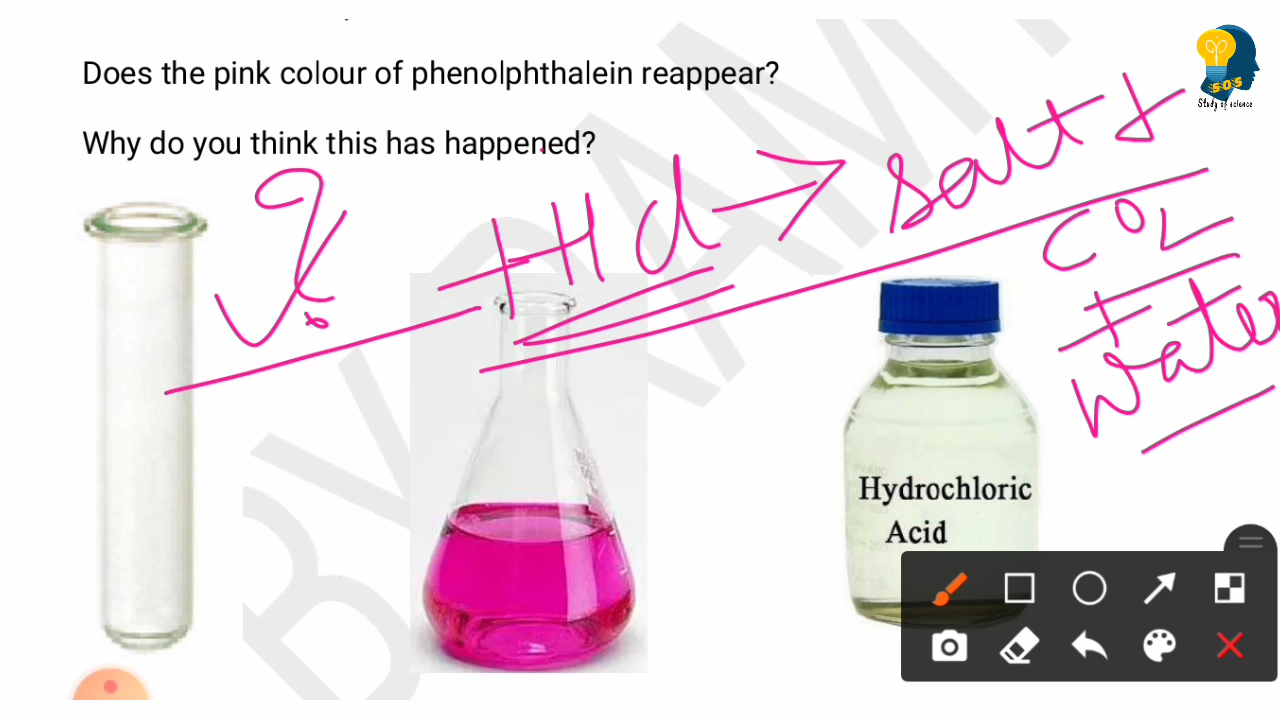 Does the pink colour of phenolphthalein reappear?
Why do you think this has happened?
SOS
Study of science
+ HCl → salt +
CO2
+
Water
Hydrochloric
Acid